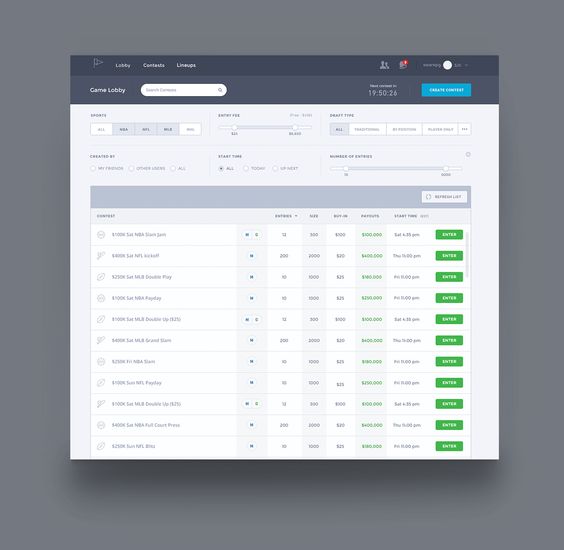 Lobby Contests Lineups
Game Lobby Search Contests Next contest in: 19:50:26 CREATE CONTEST
SPORTS ENTRY FEE DRAFT TYPE
ALL NBA NFL MLB NHL ALL TRADITIONAL BY POSITION PLAYER ONLY
$25
CREATED BY START TIME NUMBER OF ENTRIES
MY FRIENDS OTHER USERS ALL ALL TODAY UP NEXT
10
REFRESH LIST
CONTEST ENTRIES SIZE BUY-IN PAYOUTS START TIME (EST)
$100K Sat NBA Slam Jam M G 12 300 $100 $100,000 Sat 4:35 pm ENTER
$400K Sat NFL kickoff M 200 2000 $20 $400,000 Thu 11:00 pm ENTER
$250K Sat MLB Double Play M 10 1000 $25 $180,000 Fri 11:00 pm ENTER
$100K Sat NBA Payday M 10 1000 $25 $250,000 Fri 11:00 pm ENTER
$100K Sat MLB Double Up ($25) M G 12 300 $100 $100,000 Sat 4:35 pm ENTER
$400K Sat MLB Grand Slam M 200 2000 $20 $400,000 Thu 11:00 pm ENTER
$250K Fri NBA Slam M 10 1000 $25 $180,000 Fri 11:00 pm ENTER
$100K Sun NFL Payday M 10 1000 $25 $250,000 Fri 11:00 pm ENTER
$100K Sat MLB Double Up ($25) M G 12 300 $100 $100,000 Sat 4:35 pm ENTER
$400K Sat NBA Full Court Press M 200 2000 $20 $400,000 Thu 11:00 pm ENTER
$250K Sun NFL Blitz M 10 1000 $25 $180,000 Fri 11:00 pm ENTER